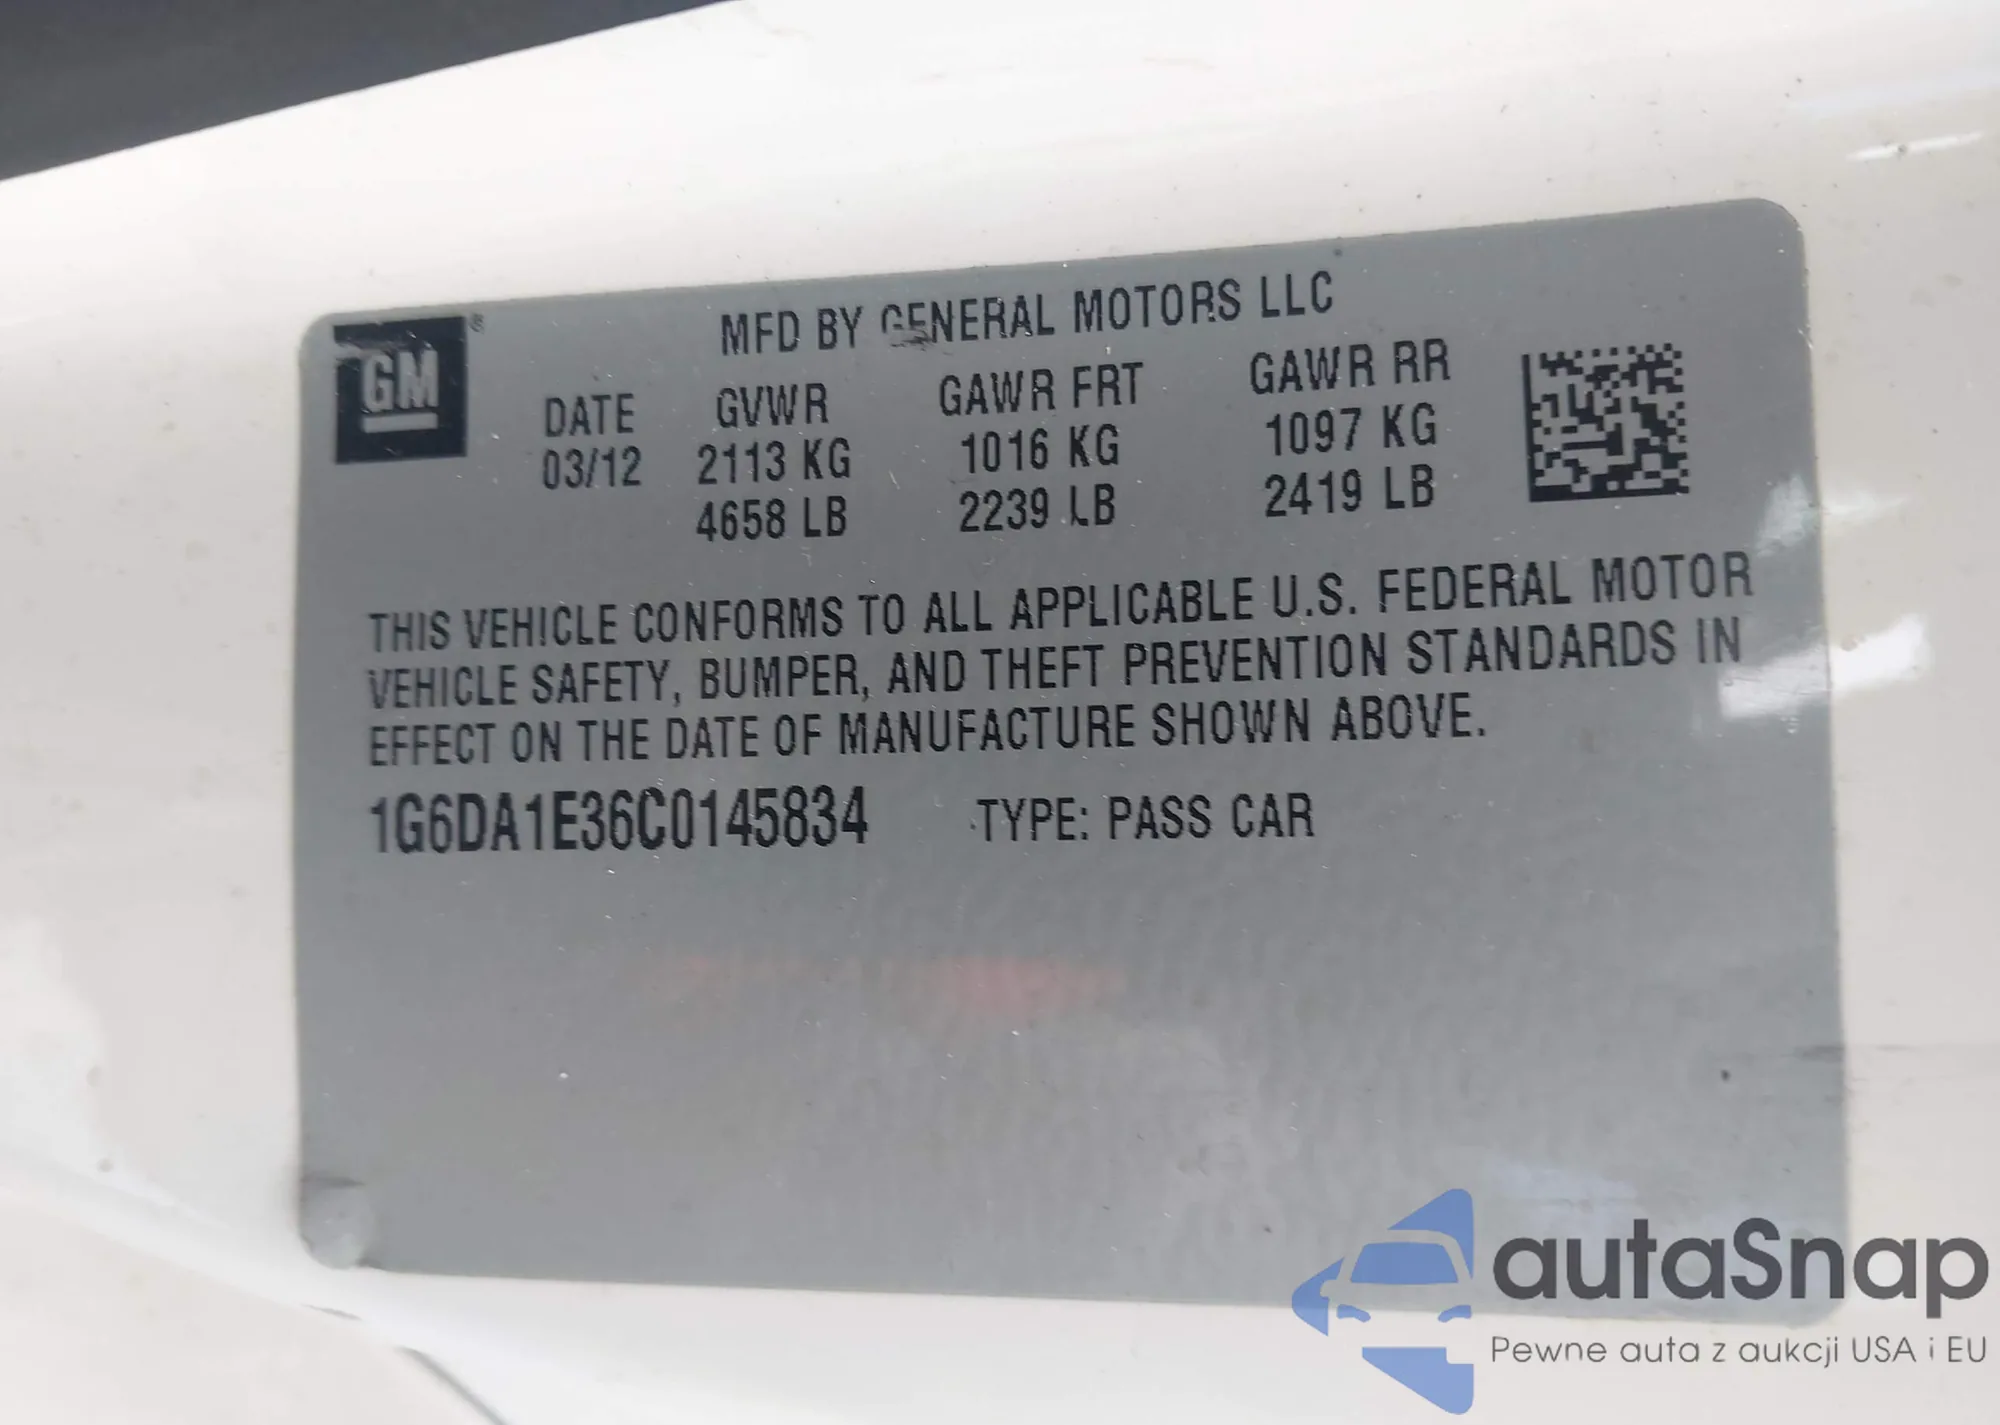 GM®
MFD BY GENERAL MOTORS LLC
DATE GVWR GAWR FRT GAWR RR
03/12 2113 KG 1016 KG 1097 KG
4658 LB 2239 LB 2419 LB
THIS VEHICLE CONFORMS TO ALL APPLICABLE U.S. FEDERAL MOTOR
VEHICLE SAFETY, BUMPER, AND THEFT PREVENTION STANDARDS IN
EFFECT ON THE DATE OF MANUFACTURE SHOWN ABOVE.
1G6DA1E36C0145834 TYPE: PASS CAR
autaSnap
Pewne auta z aukcji USA i EU